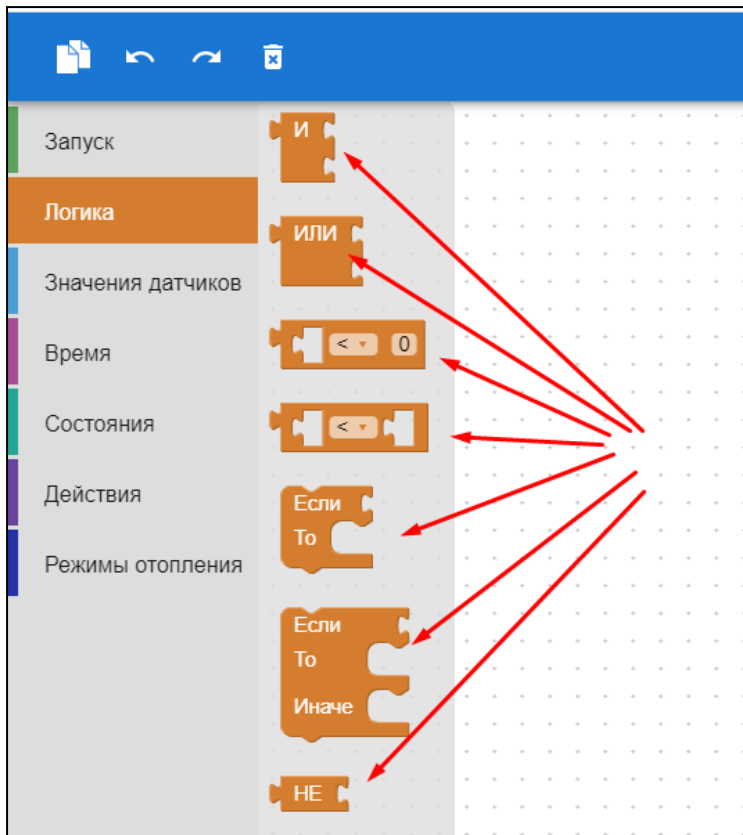 Запуск
Логика
Значения датчиков
Время
Состояния
Действия
Режимы отопления
И
ИЛИ
< 0
<
Если
То
Если
То
Иначе
НЕ